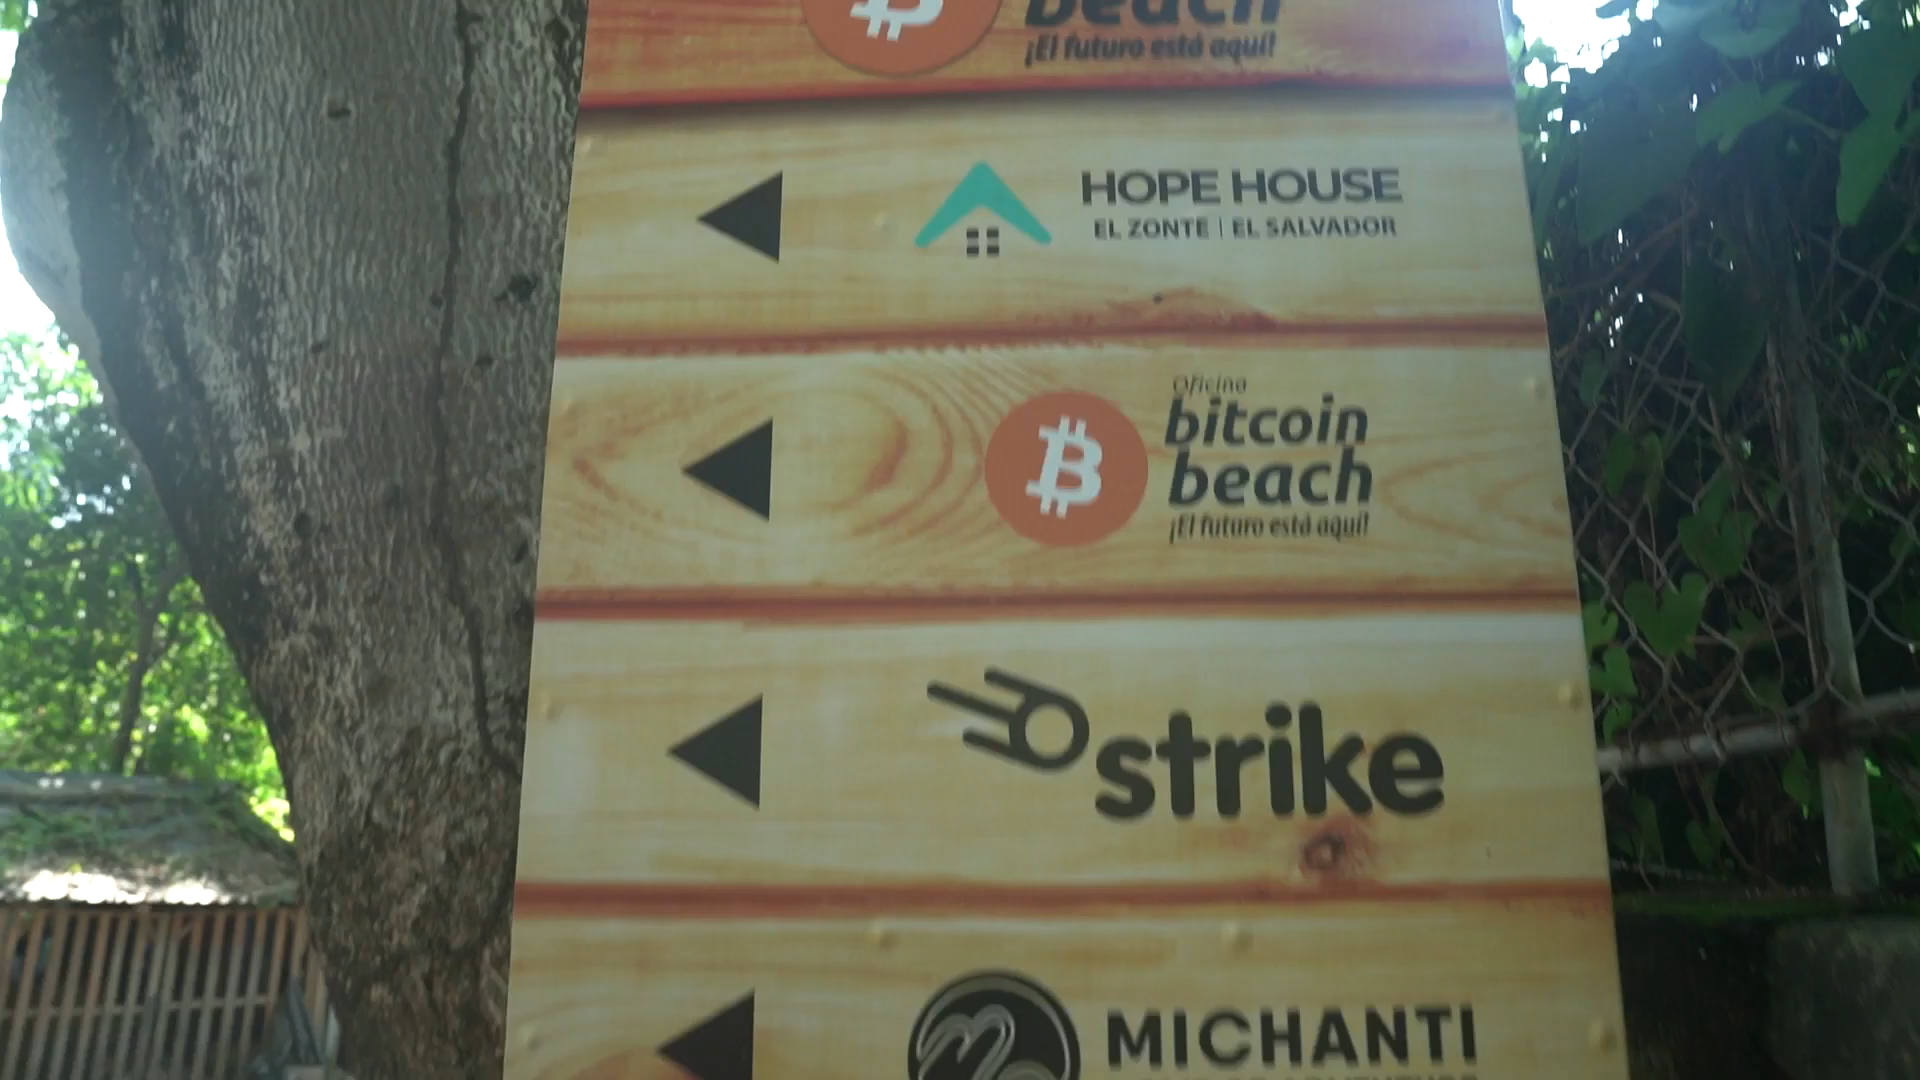 beach
¡El futuro está aquí!
HOPE HOUSE
EL ZONTE | EL SALVADOR
Oficina
bitcoin
beach
¡El futuro está aquí!
strike
MICHANTI